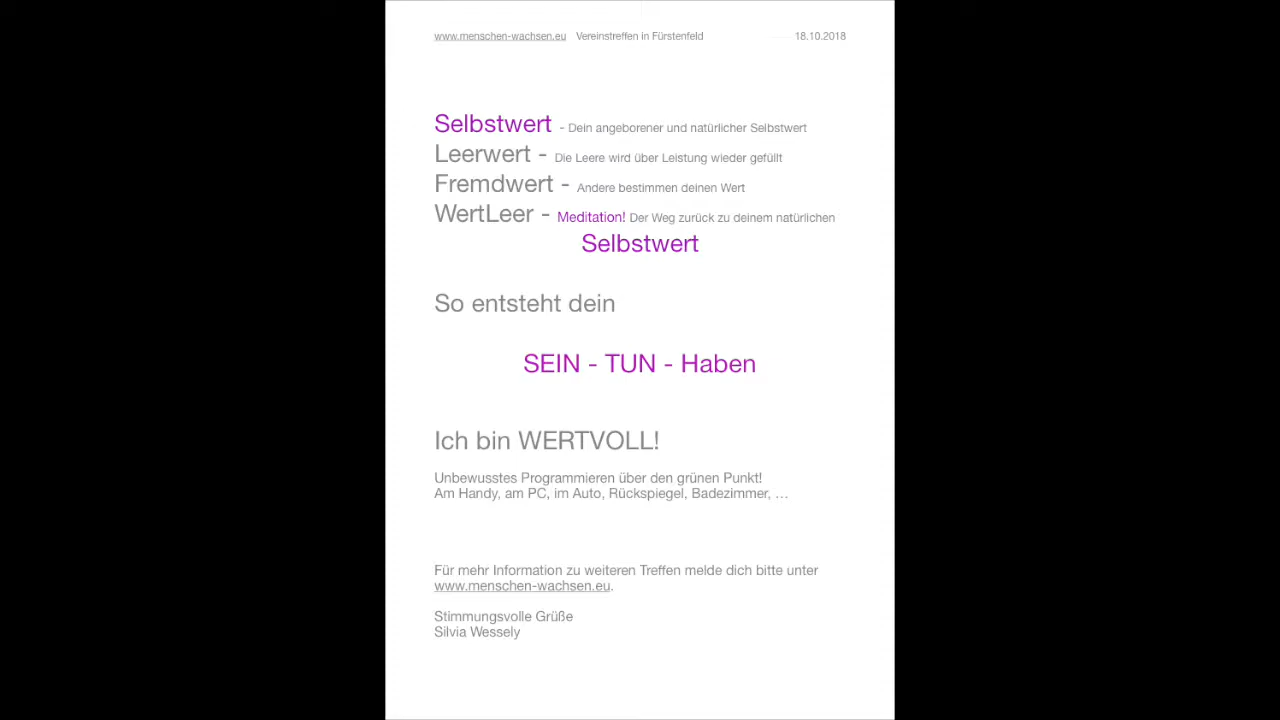 www.menschen-wachsen.eu Vereinstreffen in Fürstenfeld 18.10.2018
Selbstwert - Dein angeborener und natürlicher Selbstwert
Leerwert - Die Leere wird über Leistung wieder gefüllt
Fremdwert - Andere bestimmen deinen Wert
WertLeer - Meditation! Der Weg zurück zu deinem natürlichen
Selbstwert
So entsteht dein
SEIN - TUN - Haben
Ich bin WERTVOLL!
Unbewusstes Programmieren über den grünen Punkt!
Am Handy, am PC, im Auto, Rückspiegel, Badezimmer, …
Für mehr Information zu weiteren Treffen melde dich bitte unter
www.menschen-wachsen.eu.
Stimmungsvolle Grüße
Silvia Wessely